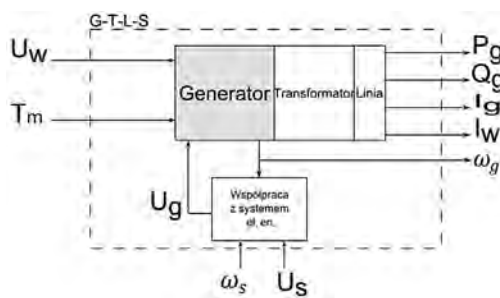 G-T-L-S
Uw
Tm
Generator
Transformator
Linia
Pg
Qg
Ig
Iw
ωg
Ug
Współpraca
z systemem
el. en.
ωs
Us